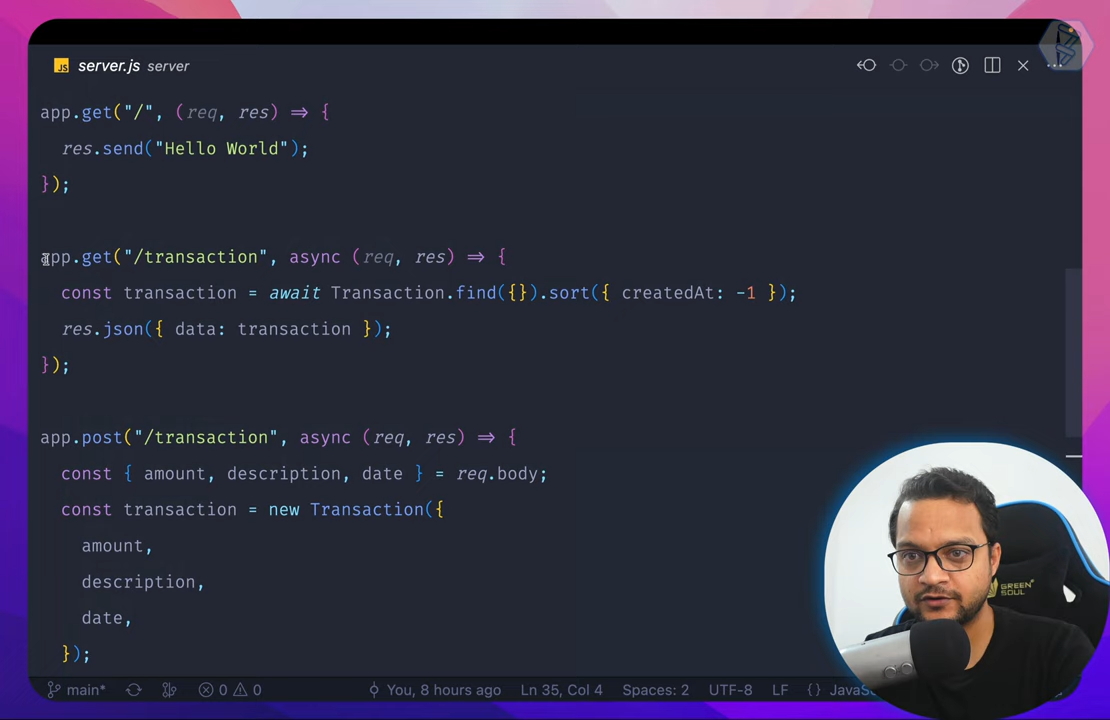 JS server.js server
app.get("/", (req, res) => {
res.send("Hello World");
});
app.get("/transaction", async (req, res) => {
const transaction = await Transaction.find({}).sort({ createdAt: -1 });
res.json({ data: transaction });
});
app.post("/transaction", async (req, res) => {
const { amount, description, date } = req.body;
const transaction = new Transaction({
amount,
description,
date,
});
GREEN
SOUL
main* 0 0 You, 8 hours ago Ln 35, Col 4 Spaces: 2 UTF-8 LF {}